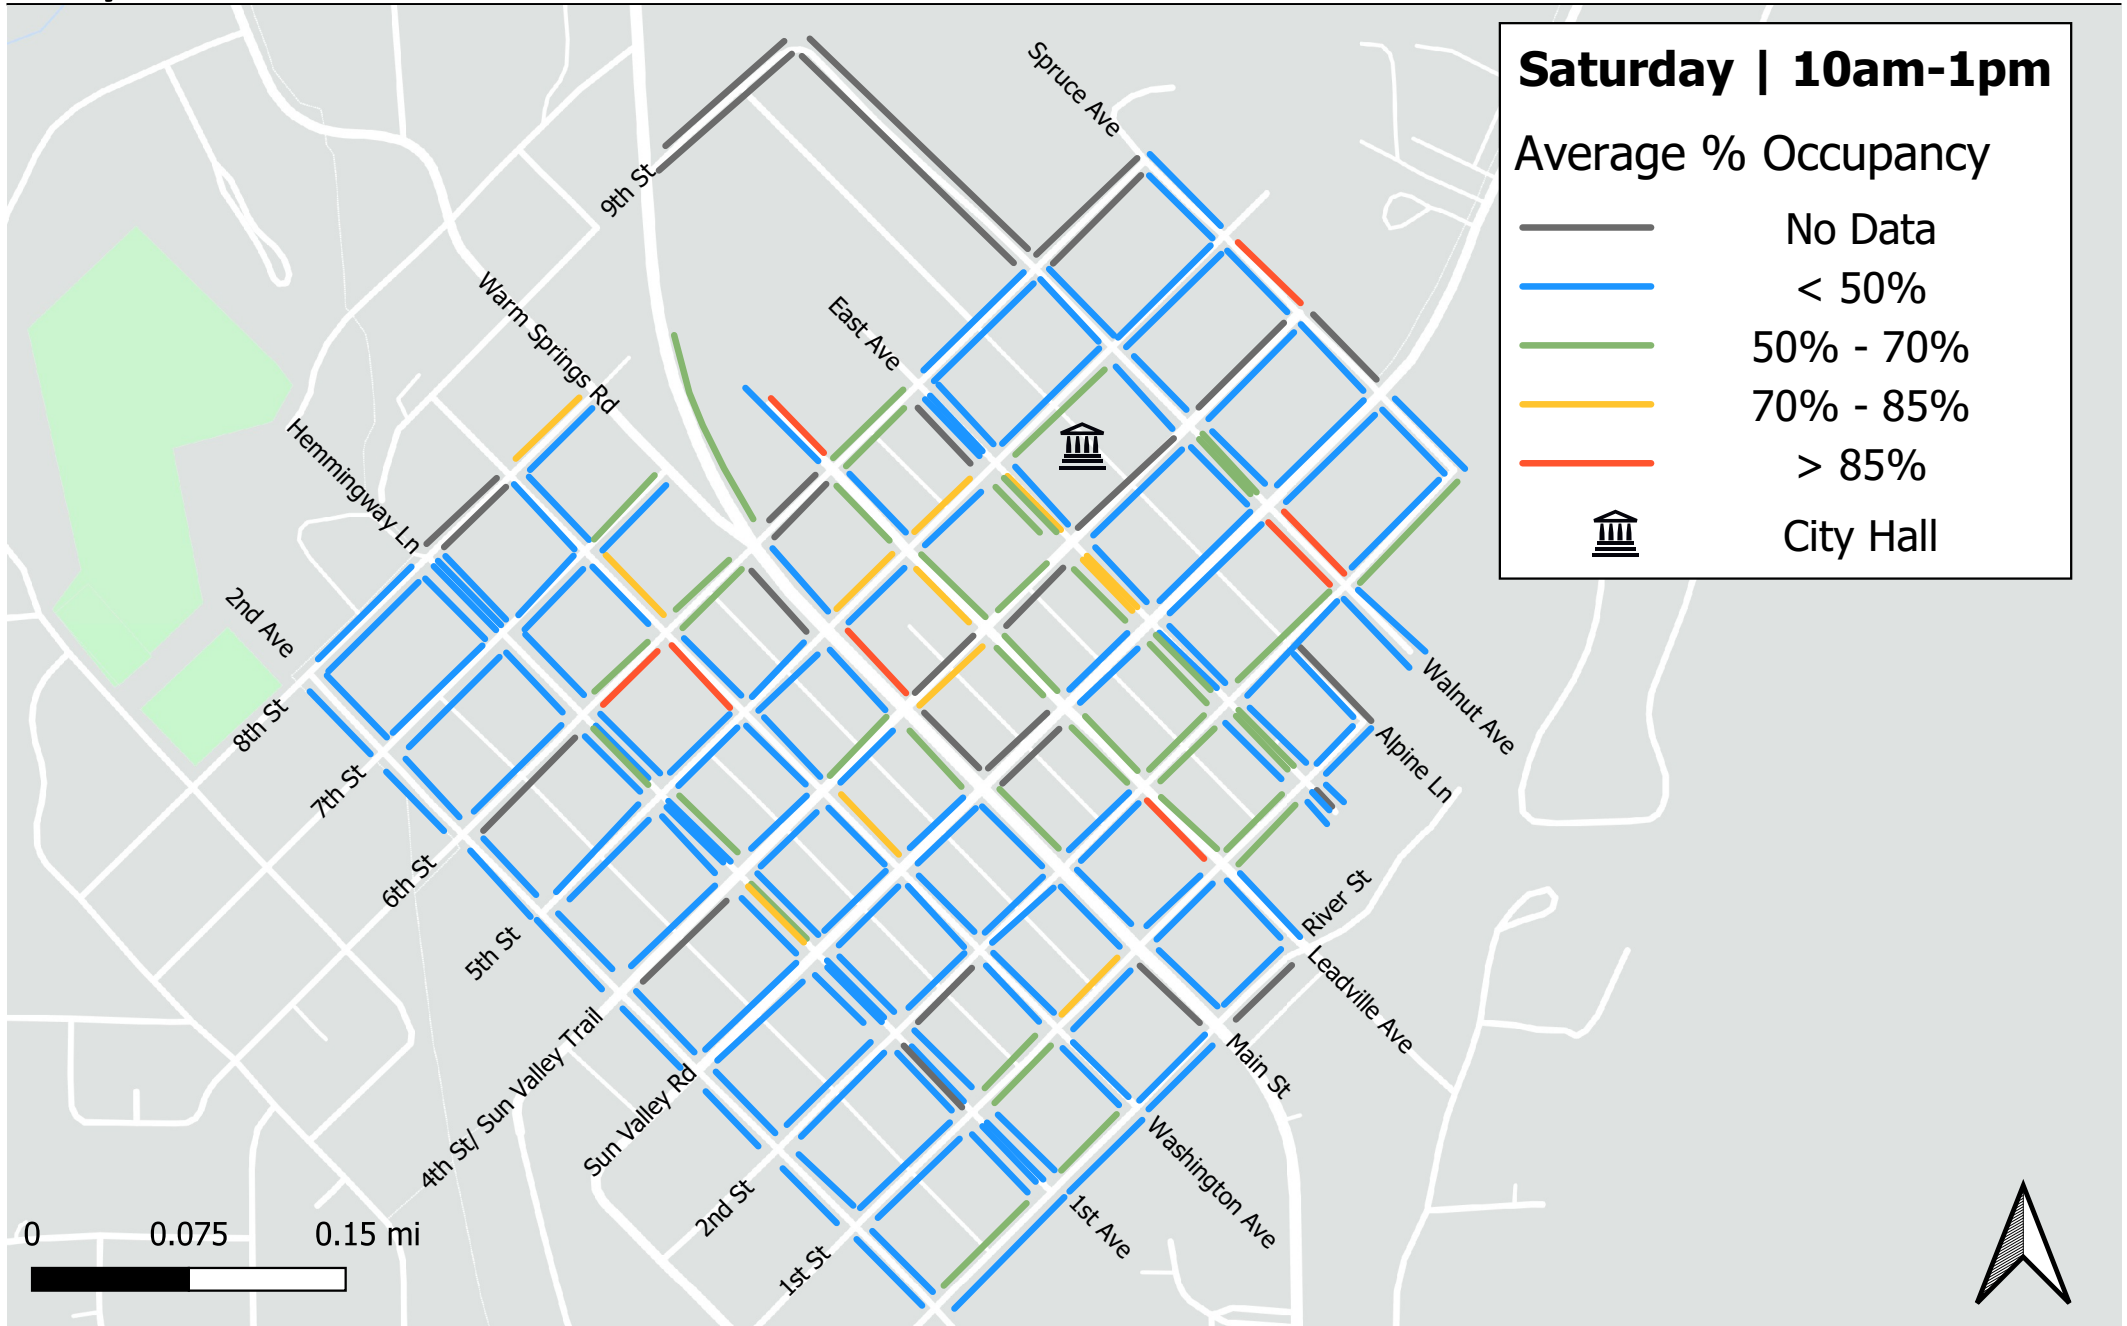 Saturday | 10am-1pm
Average % Occupancy
No Data
< 50%
50% - 70%
70% - 85%
> 85%
City Hall
Spruce Ave
9th St
East Ave
Warm Springs Rd
Hemmingway Ln
2nd Ave
8th St
7th St
6th St
5th St
4th St/ Sun Valley Trail
Sun Valley Rd
2nd St
1st St
Walnut Ave
Alpine Ln
River St
Leadville Ave
Main St
Washington Ave
1st Ave
0 0.075 0.15 mi